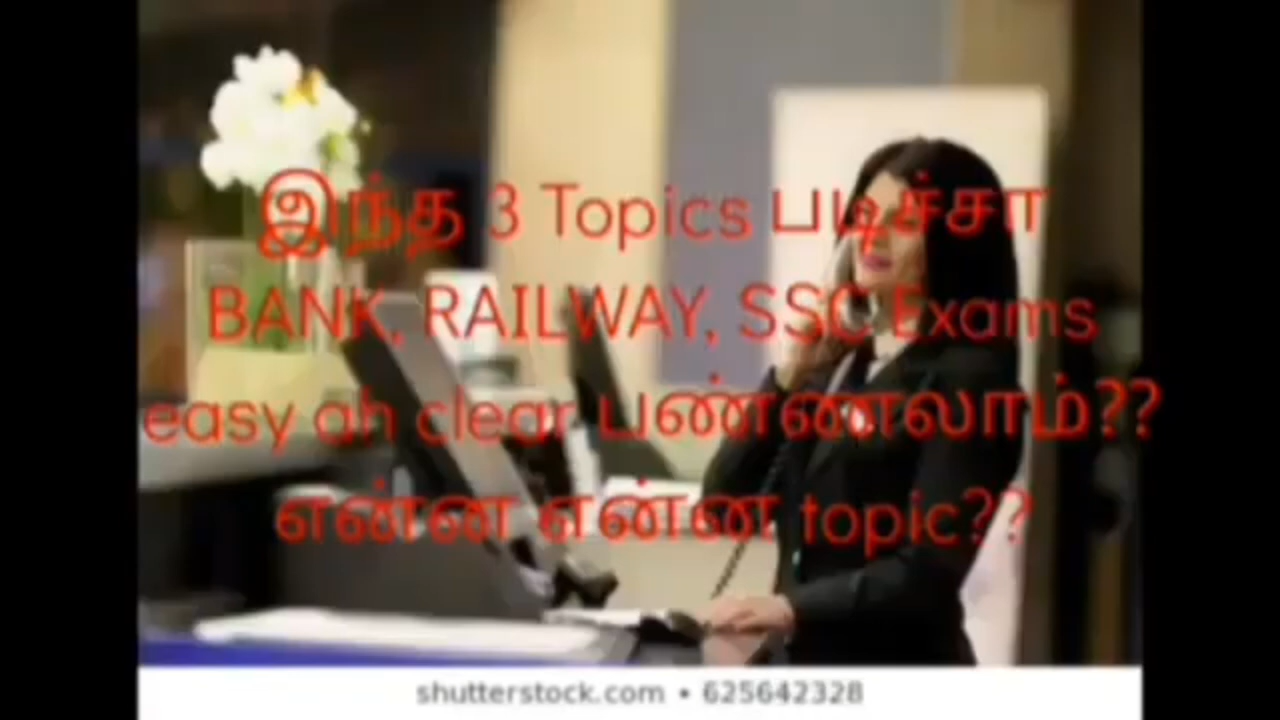 இந்த 3 Topics படிச்சா
BANK, RAILWAY, SSC Exams
easy ah clear பண்ணலாம்??
என்ன என்ன topic??
shutterstock.com • 625642328